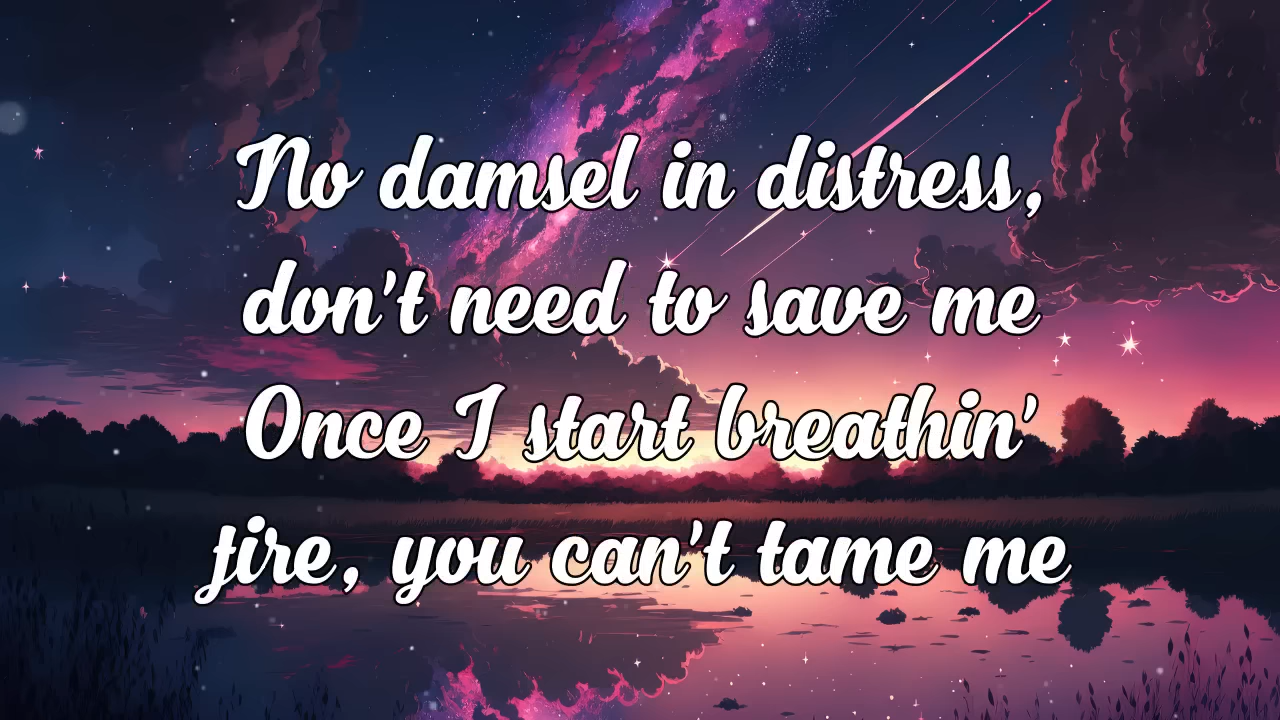 No damsel in distress,
don't need to save me
Once I start breathin'
fire, you can't tame me